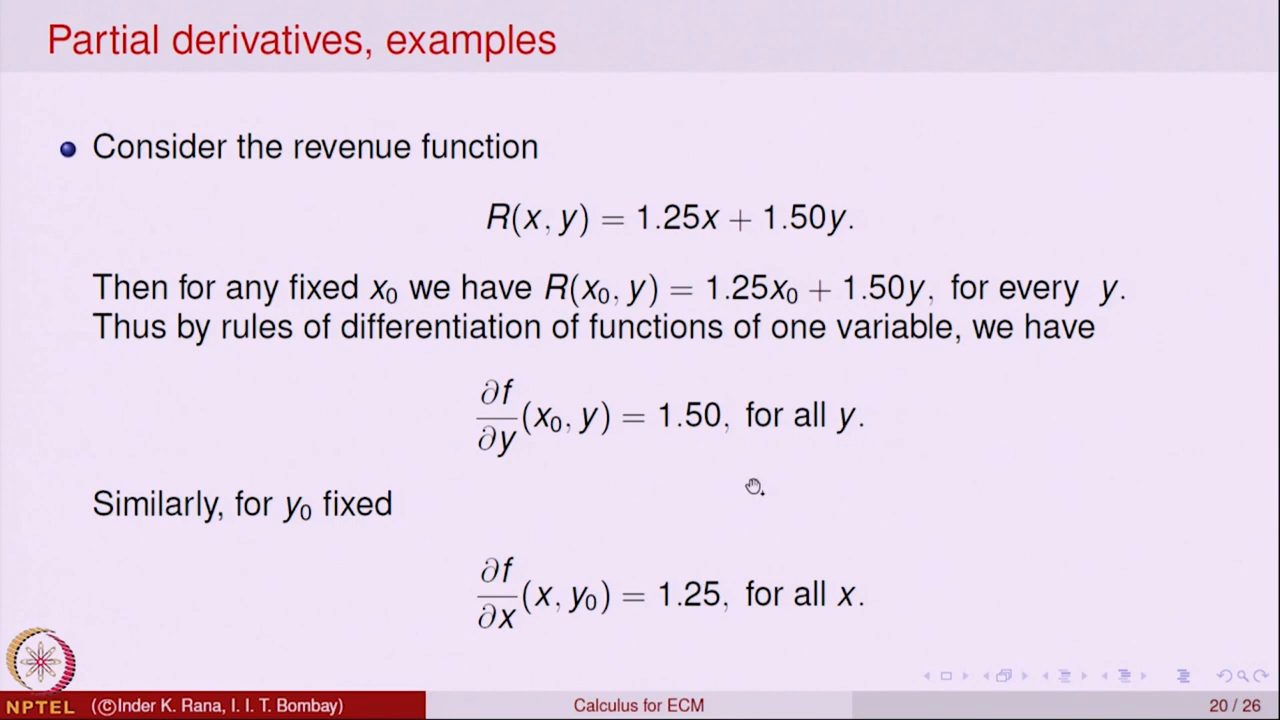 Partial derivatives, examples
Consider the revenue function
R(x, y) = 1.25x + 1.50y.
Then for any fixed x₀ we have R(x₀, y) = 1.25x₀ + 1.50y, for every y.
Thus by rules of differentiation of functions of one variable, we have
∂f/∂y (x₀, y) = 1.50, for all y.
Similarly, for y₀ fixed
∂f/∂x (x, y₀) = 1.25, for all x.
NPTEL (©Inder K. Rana, I. I. T. Bombay) Calculus for ECM 20 / 26